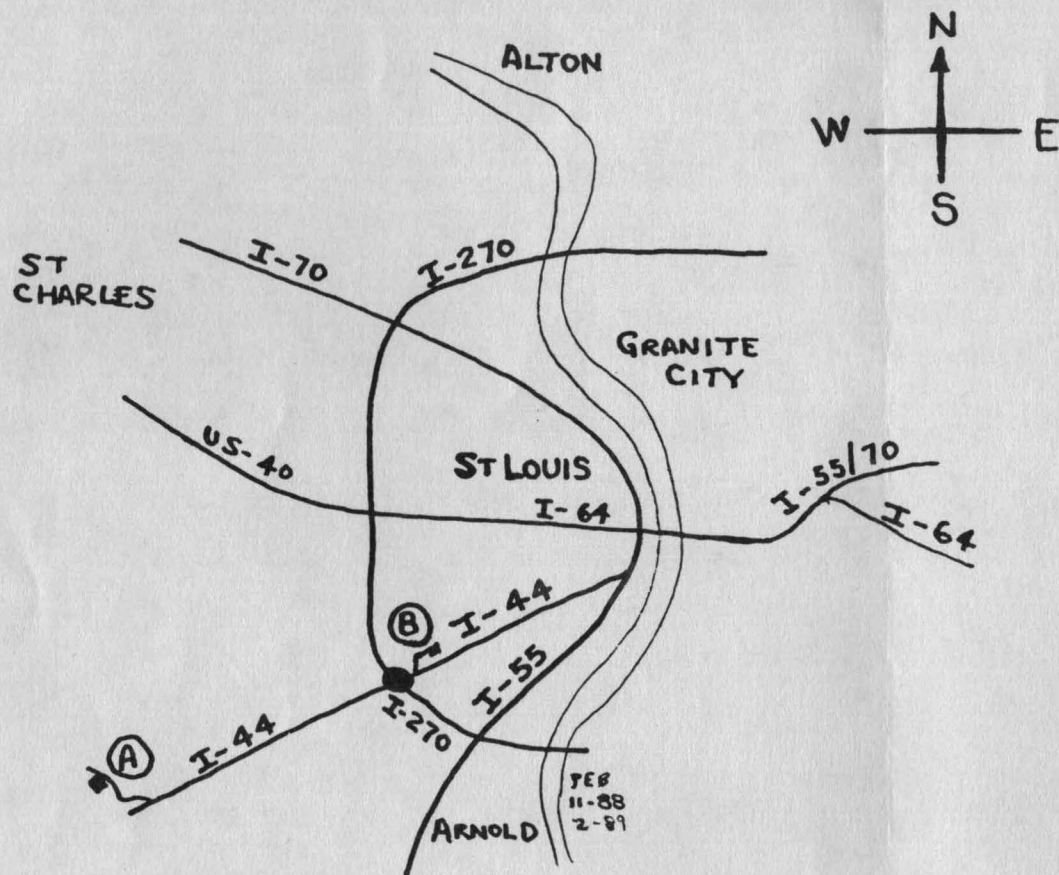 ALTON
N
W
E
S
I-70
I-270
ST
CHARLES
GRANITE
CITY
US-40
ST LOUIS
I-64
I-55/70
I-64
B
I-44
I-55
I-270
I-44
A
ARNOLD
11-88
2-89